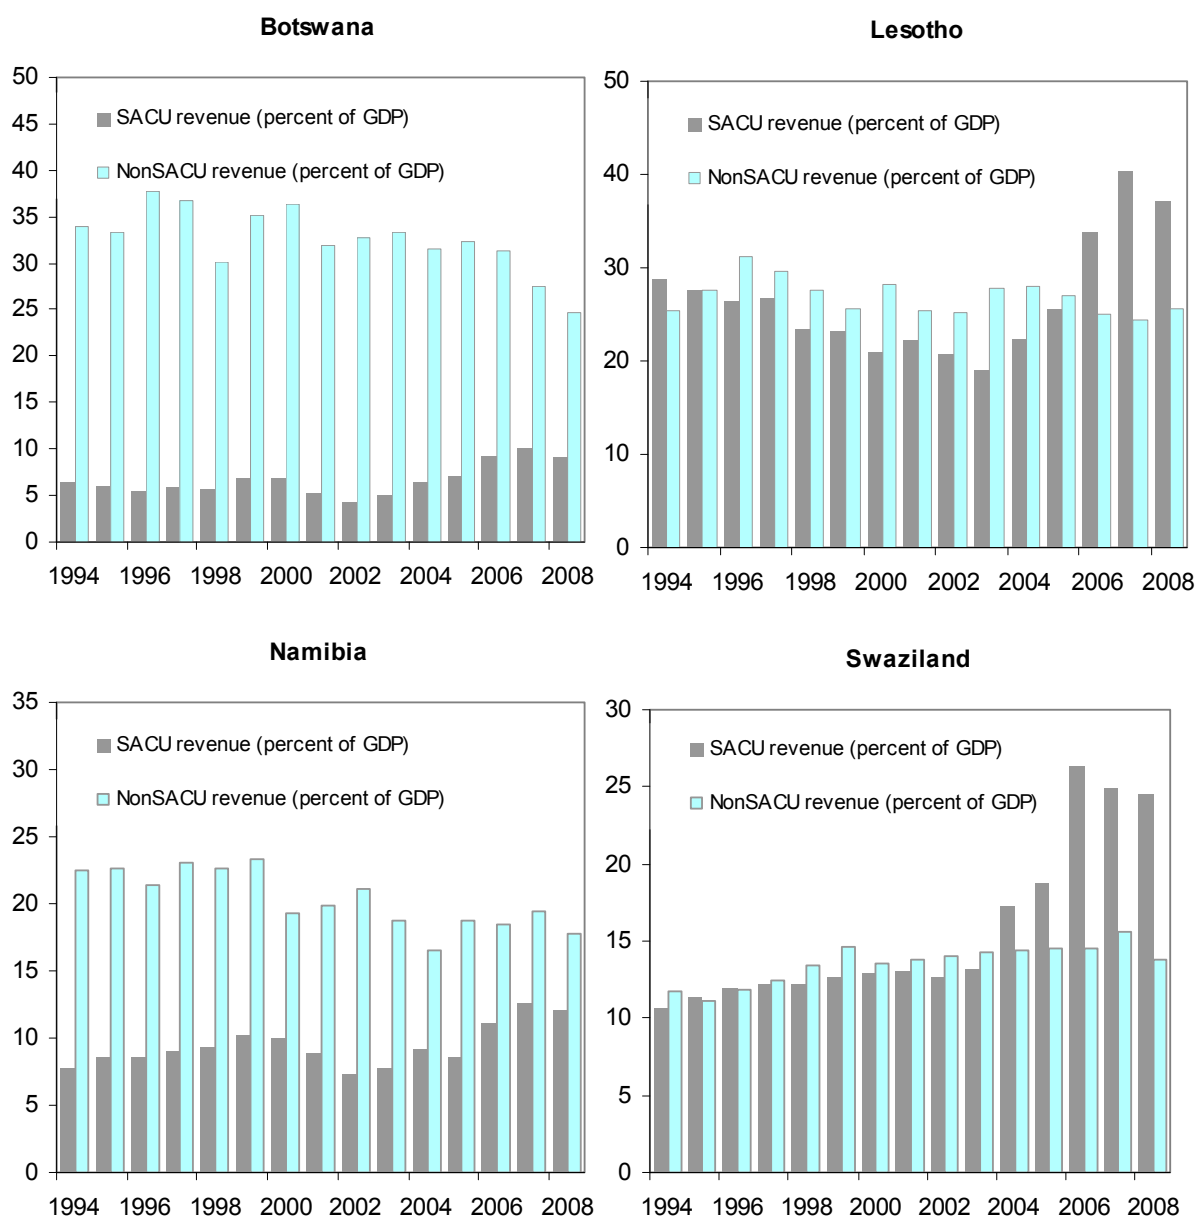 Botswana
50
45
40
35
30
25
20
15
10
5
0
SACU revenue (percent of GDP)
NonSACU revenue (percent of GDP)
1994 1996 1998 2000 2002 2004 2006 2008
Lesotho
50
40
30
20
10
0
SACU revenue (percent of GDP)
NonSACU revenue (percent of GDP)
1994 1996 1998 2000 2002 2004 2006 2008
Namibia
35
30
25
20
15
10
5
0
SACU revenue (percent of GDP)
NonSACU revenue (percent of GDP)
1994 1996 1998 2000 2002 2004 2006 2008
Swaziland
30
25
20
15
10
5
0
SACU revenue (percent of GDP)
NonSACU revenue (percent of GDP)
1994 1996 1998 2000 2002 2004 2006 2008